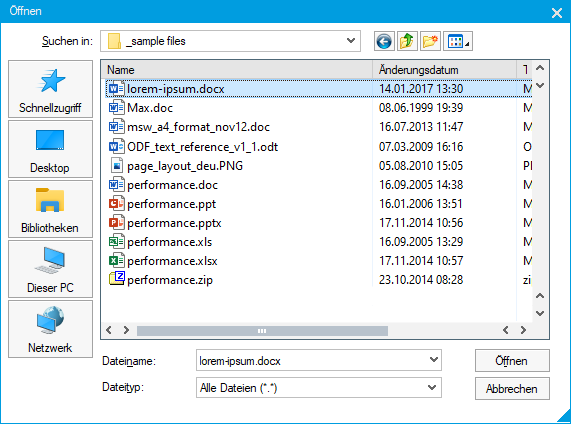 Öffnen
Suchen in: _sample files
Schnellzugriff
Desktop
Bibliotheken
Dieser PC
Netzwerk
Name Änderungsdatum T
lorem-ipsum.docx 14.01.2017 13:30 M
Max.doc 08.06.1999 19:39 M
msw_a4_format_nov12.doc 16.07.2013 11:47 M
ODF_text_reference_v1_1.odt 07.03.2009 16:16 O
page_layout_deu.PNG 05.08.2010 15:05 PI
performance.doc 16.09.2005 14:38 M
performance.ppt 16.01.2006 13:51 M
performance.pptx 17.11.2014 10:56 M
performance.xls 16.09.2005 13:29 M
performance.xlsx 17.11.2014 10:57 M
performance.zip 23.10.2014 08:28 zi
Dateiname: lorem-ipsum.docx Öffnen
Dateityp: Alle Dateien (*.*) Abbrechen